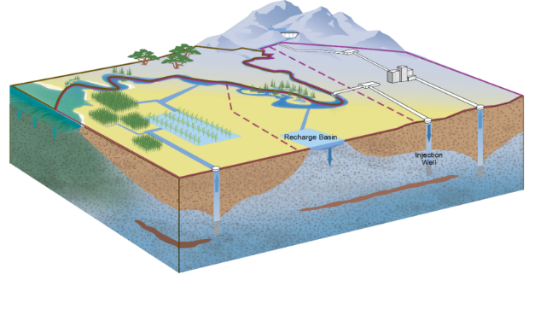 Recharge Basin
Injection
Well